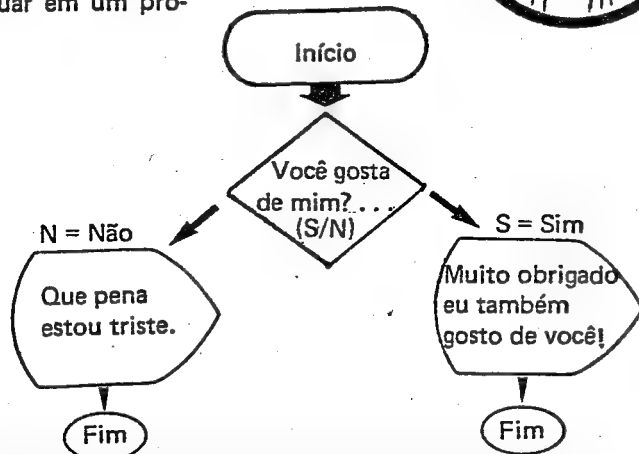 uar em um pro-
Início
Você gosta
de mim?. . . .
(S/N)
N = Não
S = Sim
Que pena
estou triste.
Muito obrigado
eu também
gosto de você!
Fim
Fim